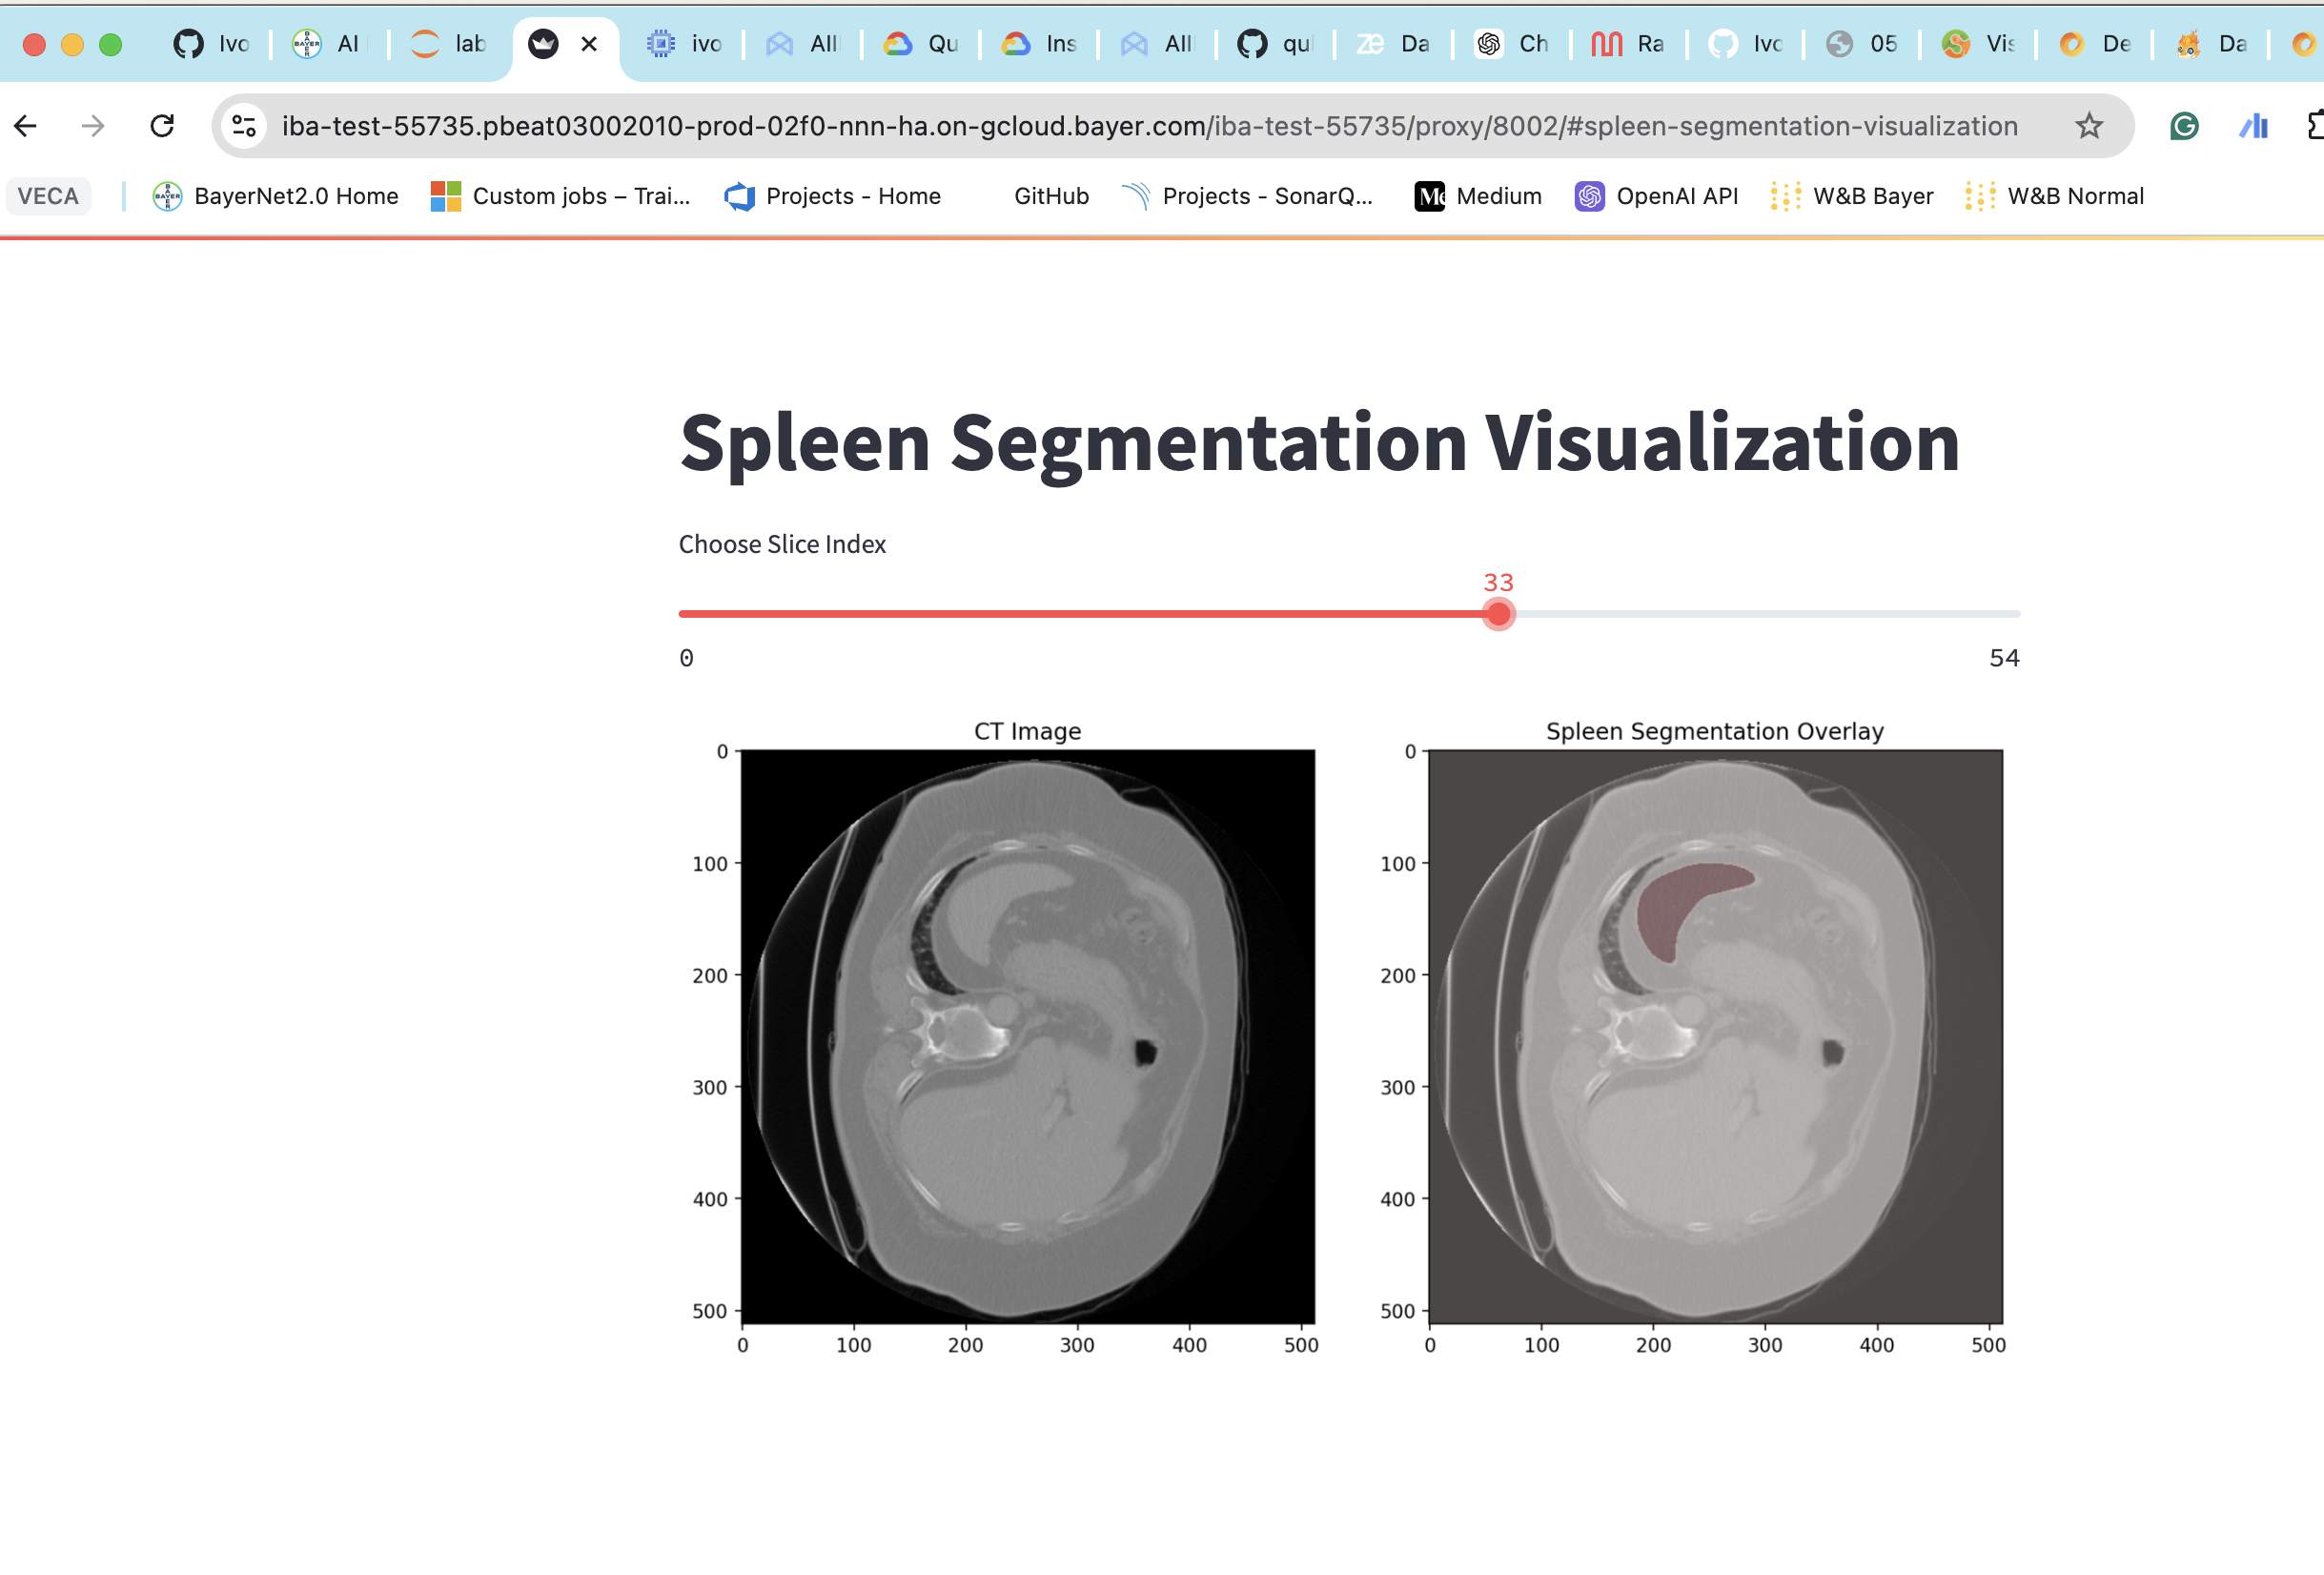 Ivo AI lab ivo All Qu Ins All qu Da Ch Ra Ivo 05 Vis De Da
iba-test-55735.pbeat03002010-prod-02f0-nnn-ha.on-gcloud.bayer.com/iba-test-55735/proxy/8002/#spleen-segmentation-visualization
VECA BayerNet2.0 Home Custom jobs – Trai... Projects - Home GitHub Projects - SonarQ... Medium OpenAI API W&B Bayer W&B Normal
Spleen Segmentation Visualization
Choose Slice Index
33
0 54
CT Image
0
100
200
300
400
500
0 100 200 300 400 500
Spleen Segmentation Overlay
0
100
200
300
400
500
0 100 200 300 400 500